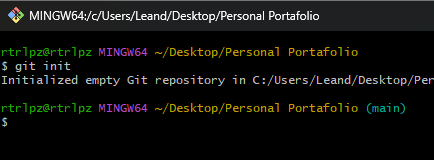 MINGW64:/c/Users/Leand/Desktop/Personal Portafolio
rtrlpz@rtrlpz MINGW64 ~/Desktop/Personal Portafolio
$ git init
Initialized empty Git repository in C:/Users/Leand/Desktop/Per
rtrlpz@rtrlpz MINGW64 ~/Desktop/Personal Portafolio (main)
$